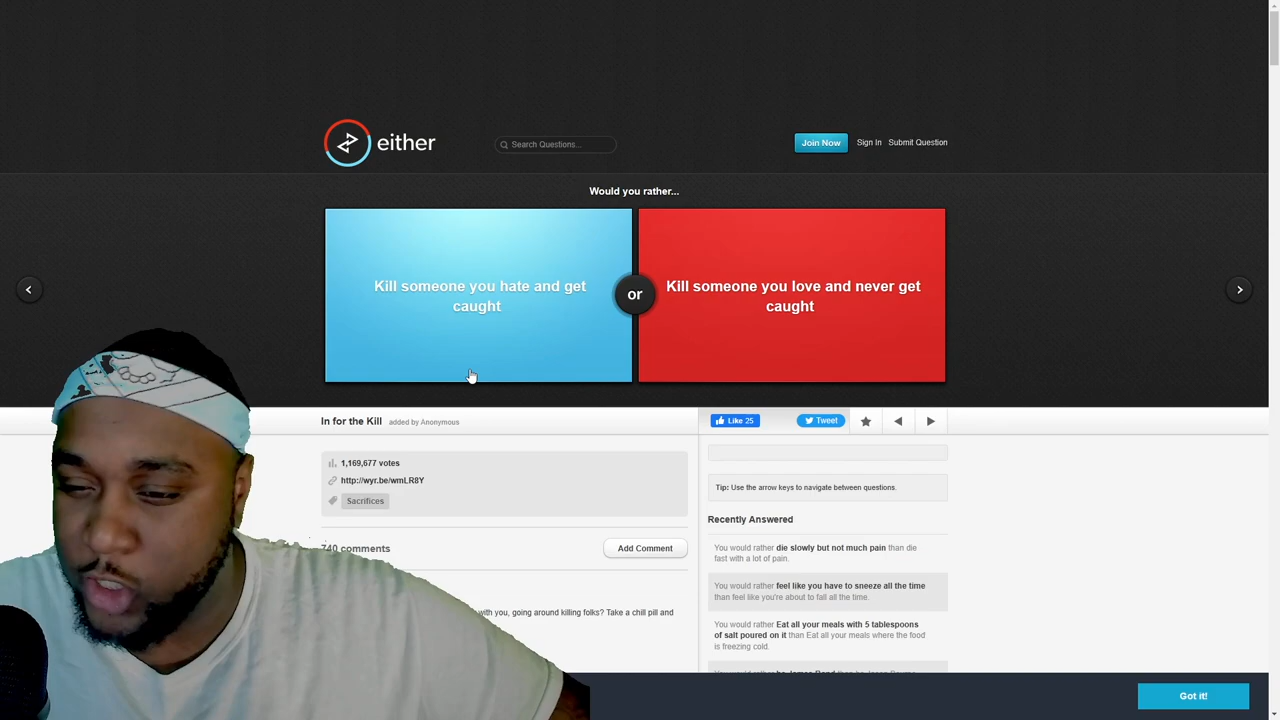 either
Search Questions...
Join Now
Sign In
Submit Question
Would you rather...
Kill someone you hate and get
caught
or
Kill someone you love and never get
caught
In for the Kill
added by Anonymous
Like 25
Tweet
1,169,677 votes
http://wyr.be/wmLR8Y
Sacrifices
740 comments
Add Comment
with you, going around killing folks? Take a chill pill and
Tip: Use the arrow keys to navigate between questions.
Recently Answered
You would rather die slowly but not much pain than die
fast with a lot of pain.
You would rather feel like you have to sneeze all the time
than feel like you're about to fall all the time.
You would rather Eat all your meals with 5 tablespoons
of salt poured on it than Eat all your meals where the food
is freezing cold.
Got it!